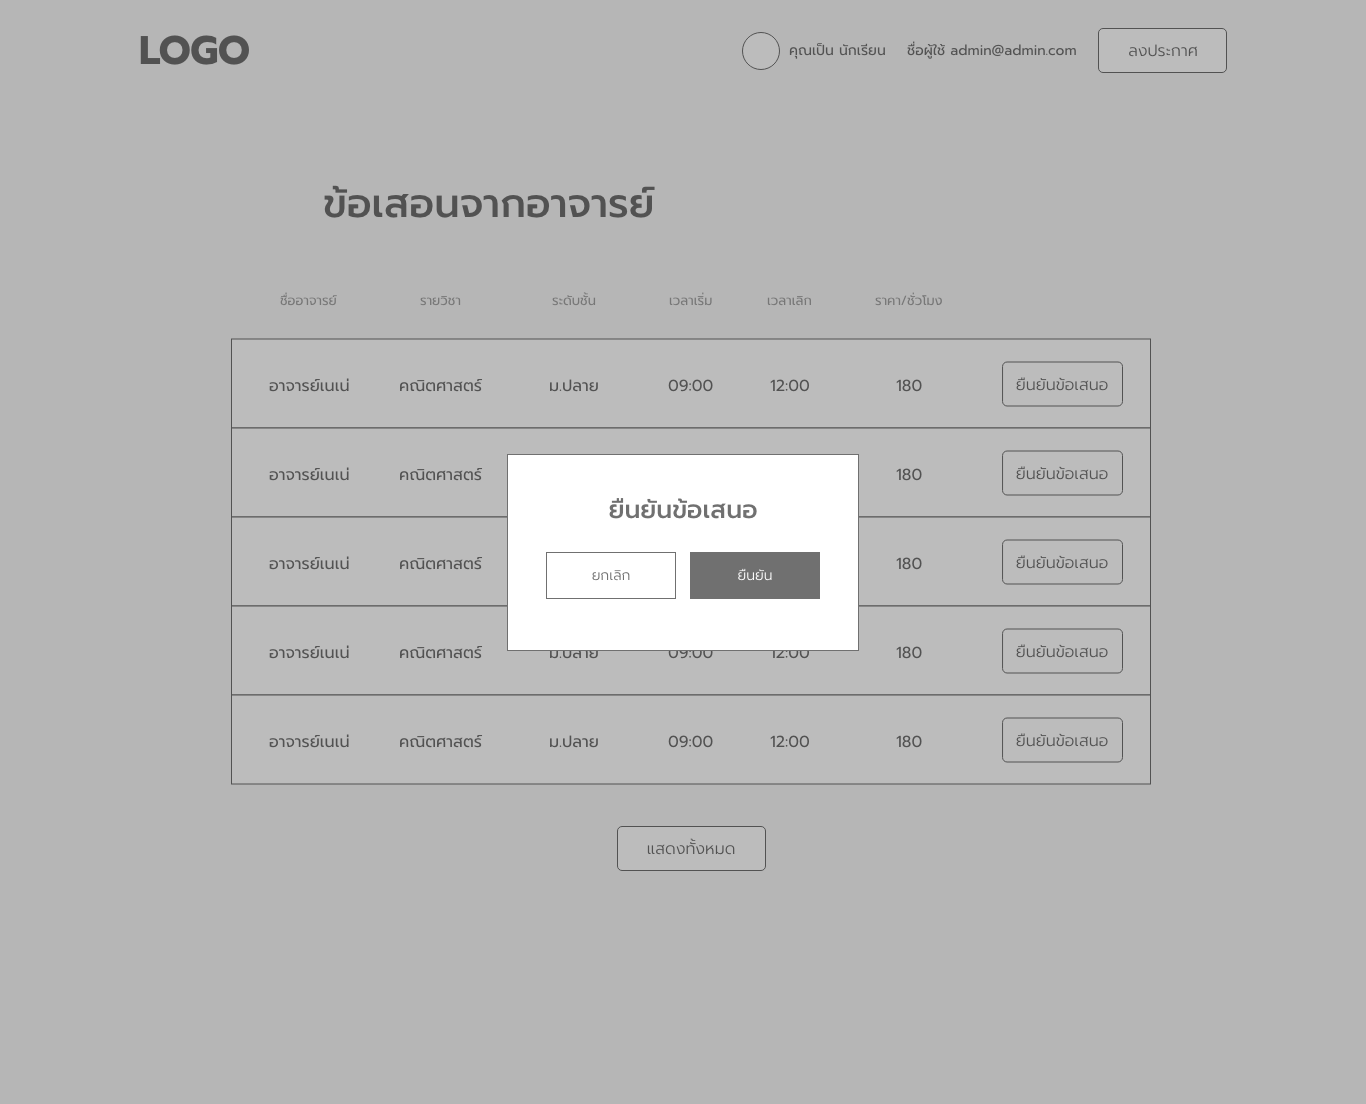 LOGO
คุณเป็น นักเรียน ชื่อผู้ใช้ admin@admin.com ลงประกาศ
ข้อเสอนจากอาจารย์
ชื่ออาจารย์ รายวิชา ระดับชั้น เวลาเริ่ม เวลาเลิก ราคา/ชั่วโมง
อาจารย์เนเน่ คณิตศาสตร์ ม.ปลาย 09:00 12:00 180 ยืนยันข้อเสนอ
อาจารย์เนเน่ คณิตศาสตร์ 180 ยืนยันข้อเสนอ
ยืนยันข้อเสนอ
อาจารย์เนเน่ คณิตศาสตร์ 180 ยืนยันข้อเสนอ
ยกเลิก ยืนยัน
อาจารย์เนเน่ คณิตศาสตร์ ม.ปลาย 09:00 12:00 180 ยืนยันข้อเสนอ
อาจารย์เนเน่ คณิตศาสตร์ ม.ปลาย 09:00 12:00 180 ยืนยันข้อเสนอ
แสดงทั้งหมด